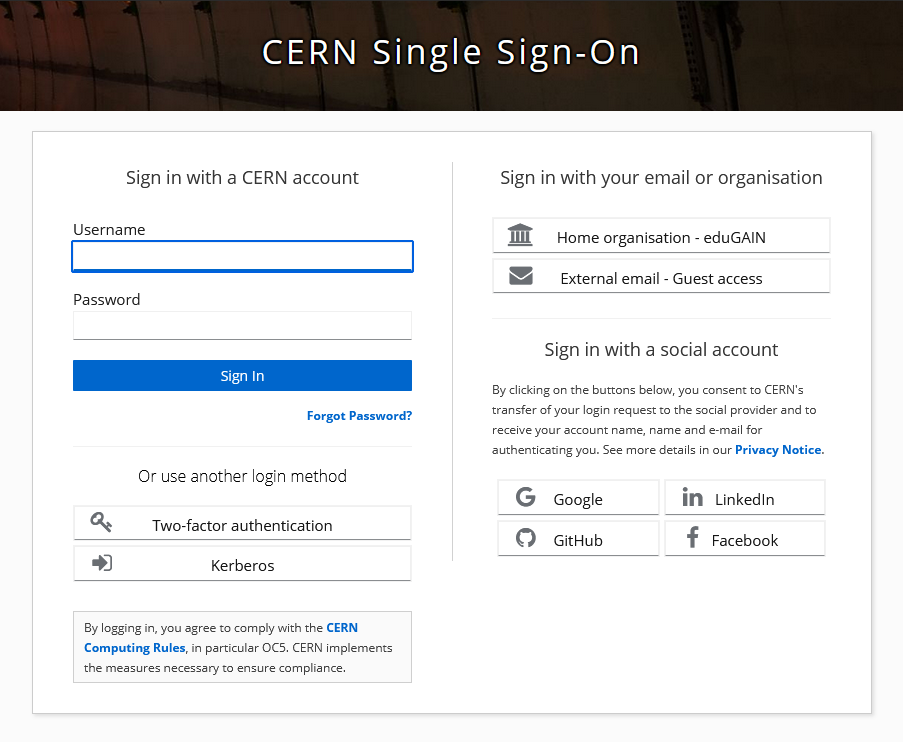 CERN Single Sign-On
Sign in with a CERN account
Username
Password
Sign In
Forgot Password?
Or use another login method
Two-factor authentication
Kerberos
By logging in, you agree to comply with the CERN
Computing Rules, in particular OC5. CERN implements
the measures necessary to ensure compliance.
Sign in with your email or organisation
Home organisation - eduGAIN
External email - Guest access
Sign in with a social account
By clicking on the buttons below, you consent to CERN's
transfer of your login request to the social provider and to
receive your account name, name and e-mail for
authenticating you. See more details in our Privacy Notice.
Google
LinkedIn
GitHub
Facebook